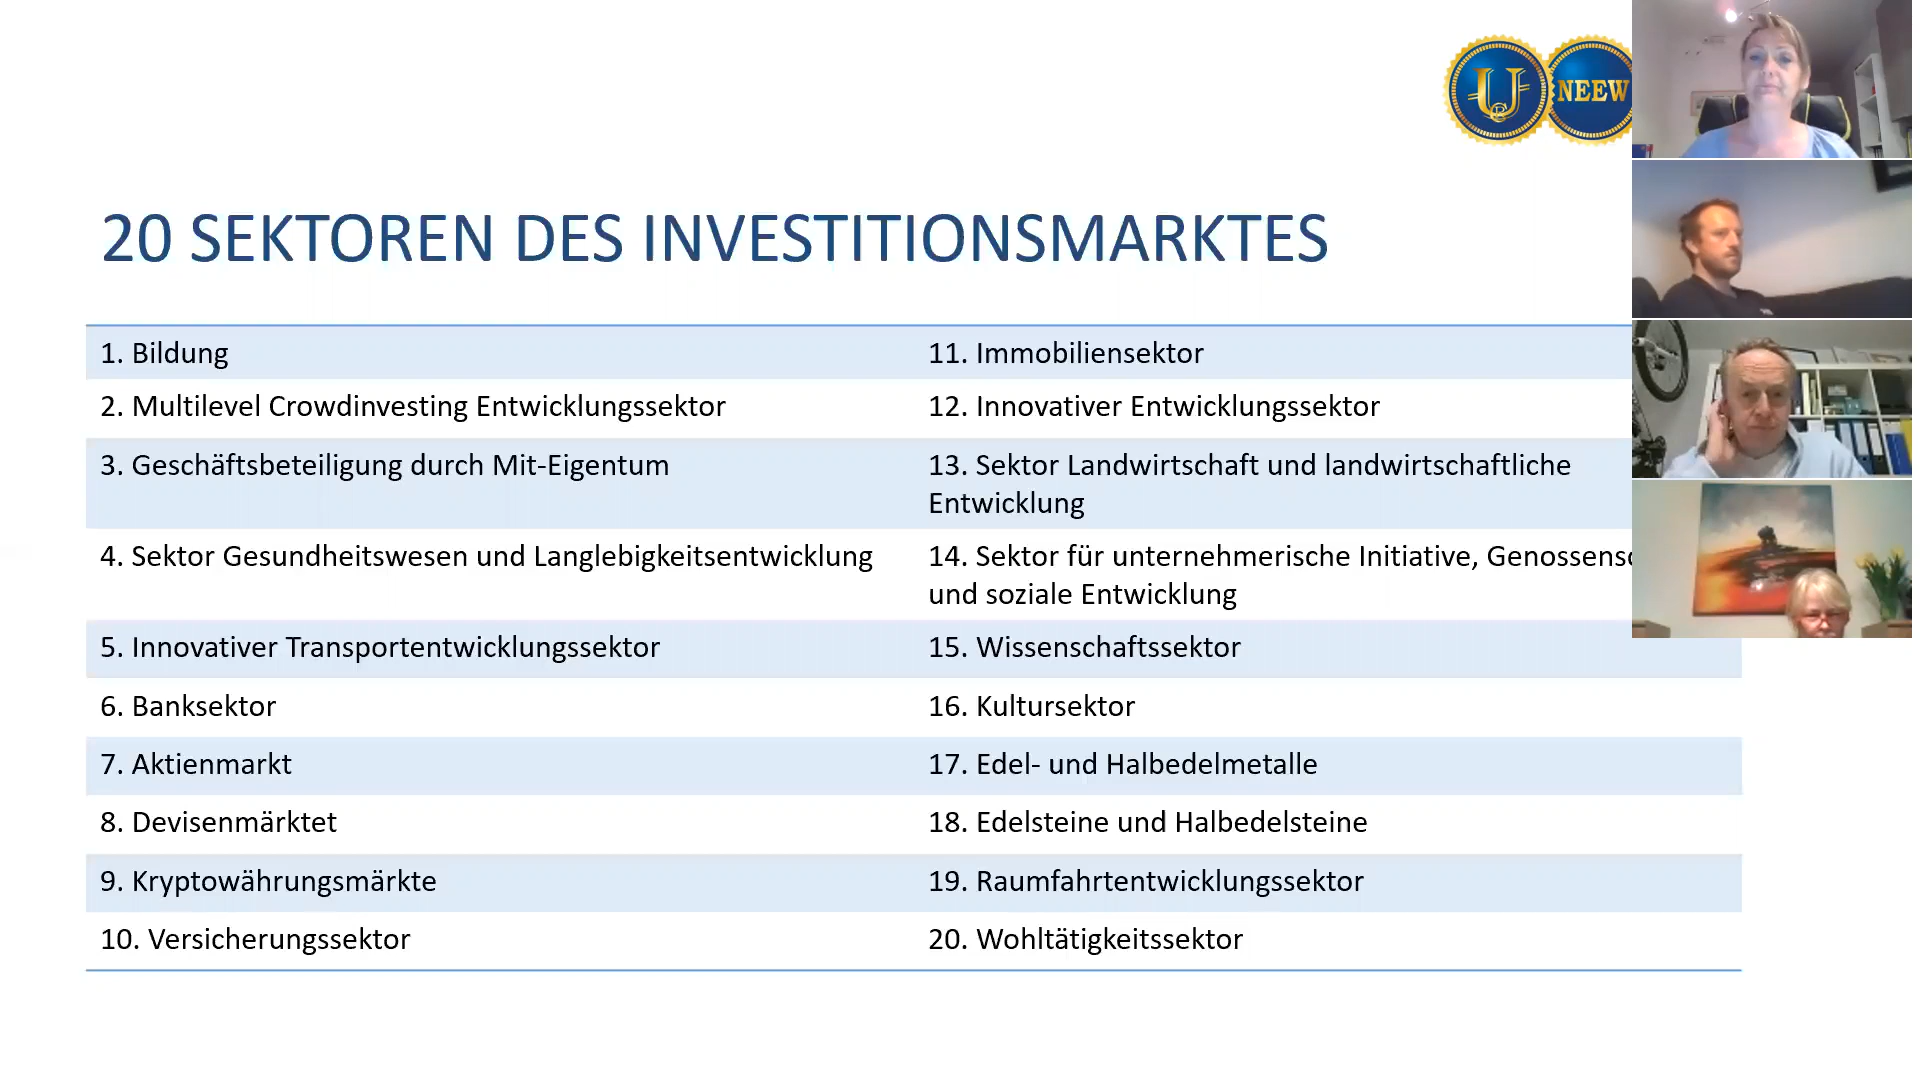 NEEW
20 SEKTOREN DES INVESTITIONSMARKTES
1. Bildung
2. Multilevel Crowdinvesting Entwicklungssektor
3. Geschäftsbeteiligung durch Mit-Eigentum
4. Sektor Gesundheitswesen und Langlebigkeitsentwicklung
5. Innovativer Transportentwicklungssektor
6. Banksektor
7. Aktienmarkt
8. Devisenmärktet
9. Kryptowährungsmärkte
10. Versicherungssektor
11. Immobiliensektor
12. Innovativer Entwicklungssektor
13. Sektor Landwirtschaft und landwirtschaftliche
Entwicklung
14. Sektor für unternehmerische Initiative,
und soziale Entwicklung
15. Wissenschaftssektor
16. Kultursektor
17. Edel- und Halbedelmetalle
18. Edelsteine und Halbedelsteine
19. Raumfahrtentwicklungssektor
20. Wohltätigkeitssektor